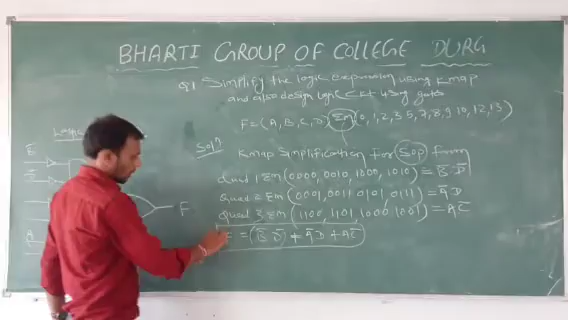 BHARTI GROUP OF COLLEGE DURG
Q1 Simplify the logic expression using kmap
and also design logic ckt using gate
F=(A,B,C,D) Σm(0,1,2,3,5,7,8,9,10,12,13)
Soln
Kmap Simplification for SOP form
Quad 1 Σm(0000,0010,1000,1010) = B̅ D̅
Quad 2 Σm(0001,0011,0101,0111) = A̅D
Quad 3 Σm(1100,1101,1000,1001) = AC̅
= (B̅ D̅) + A̅D + AC̅
F